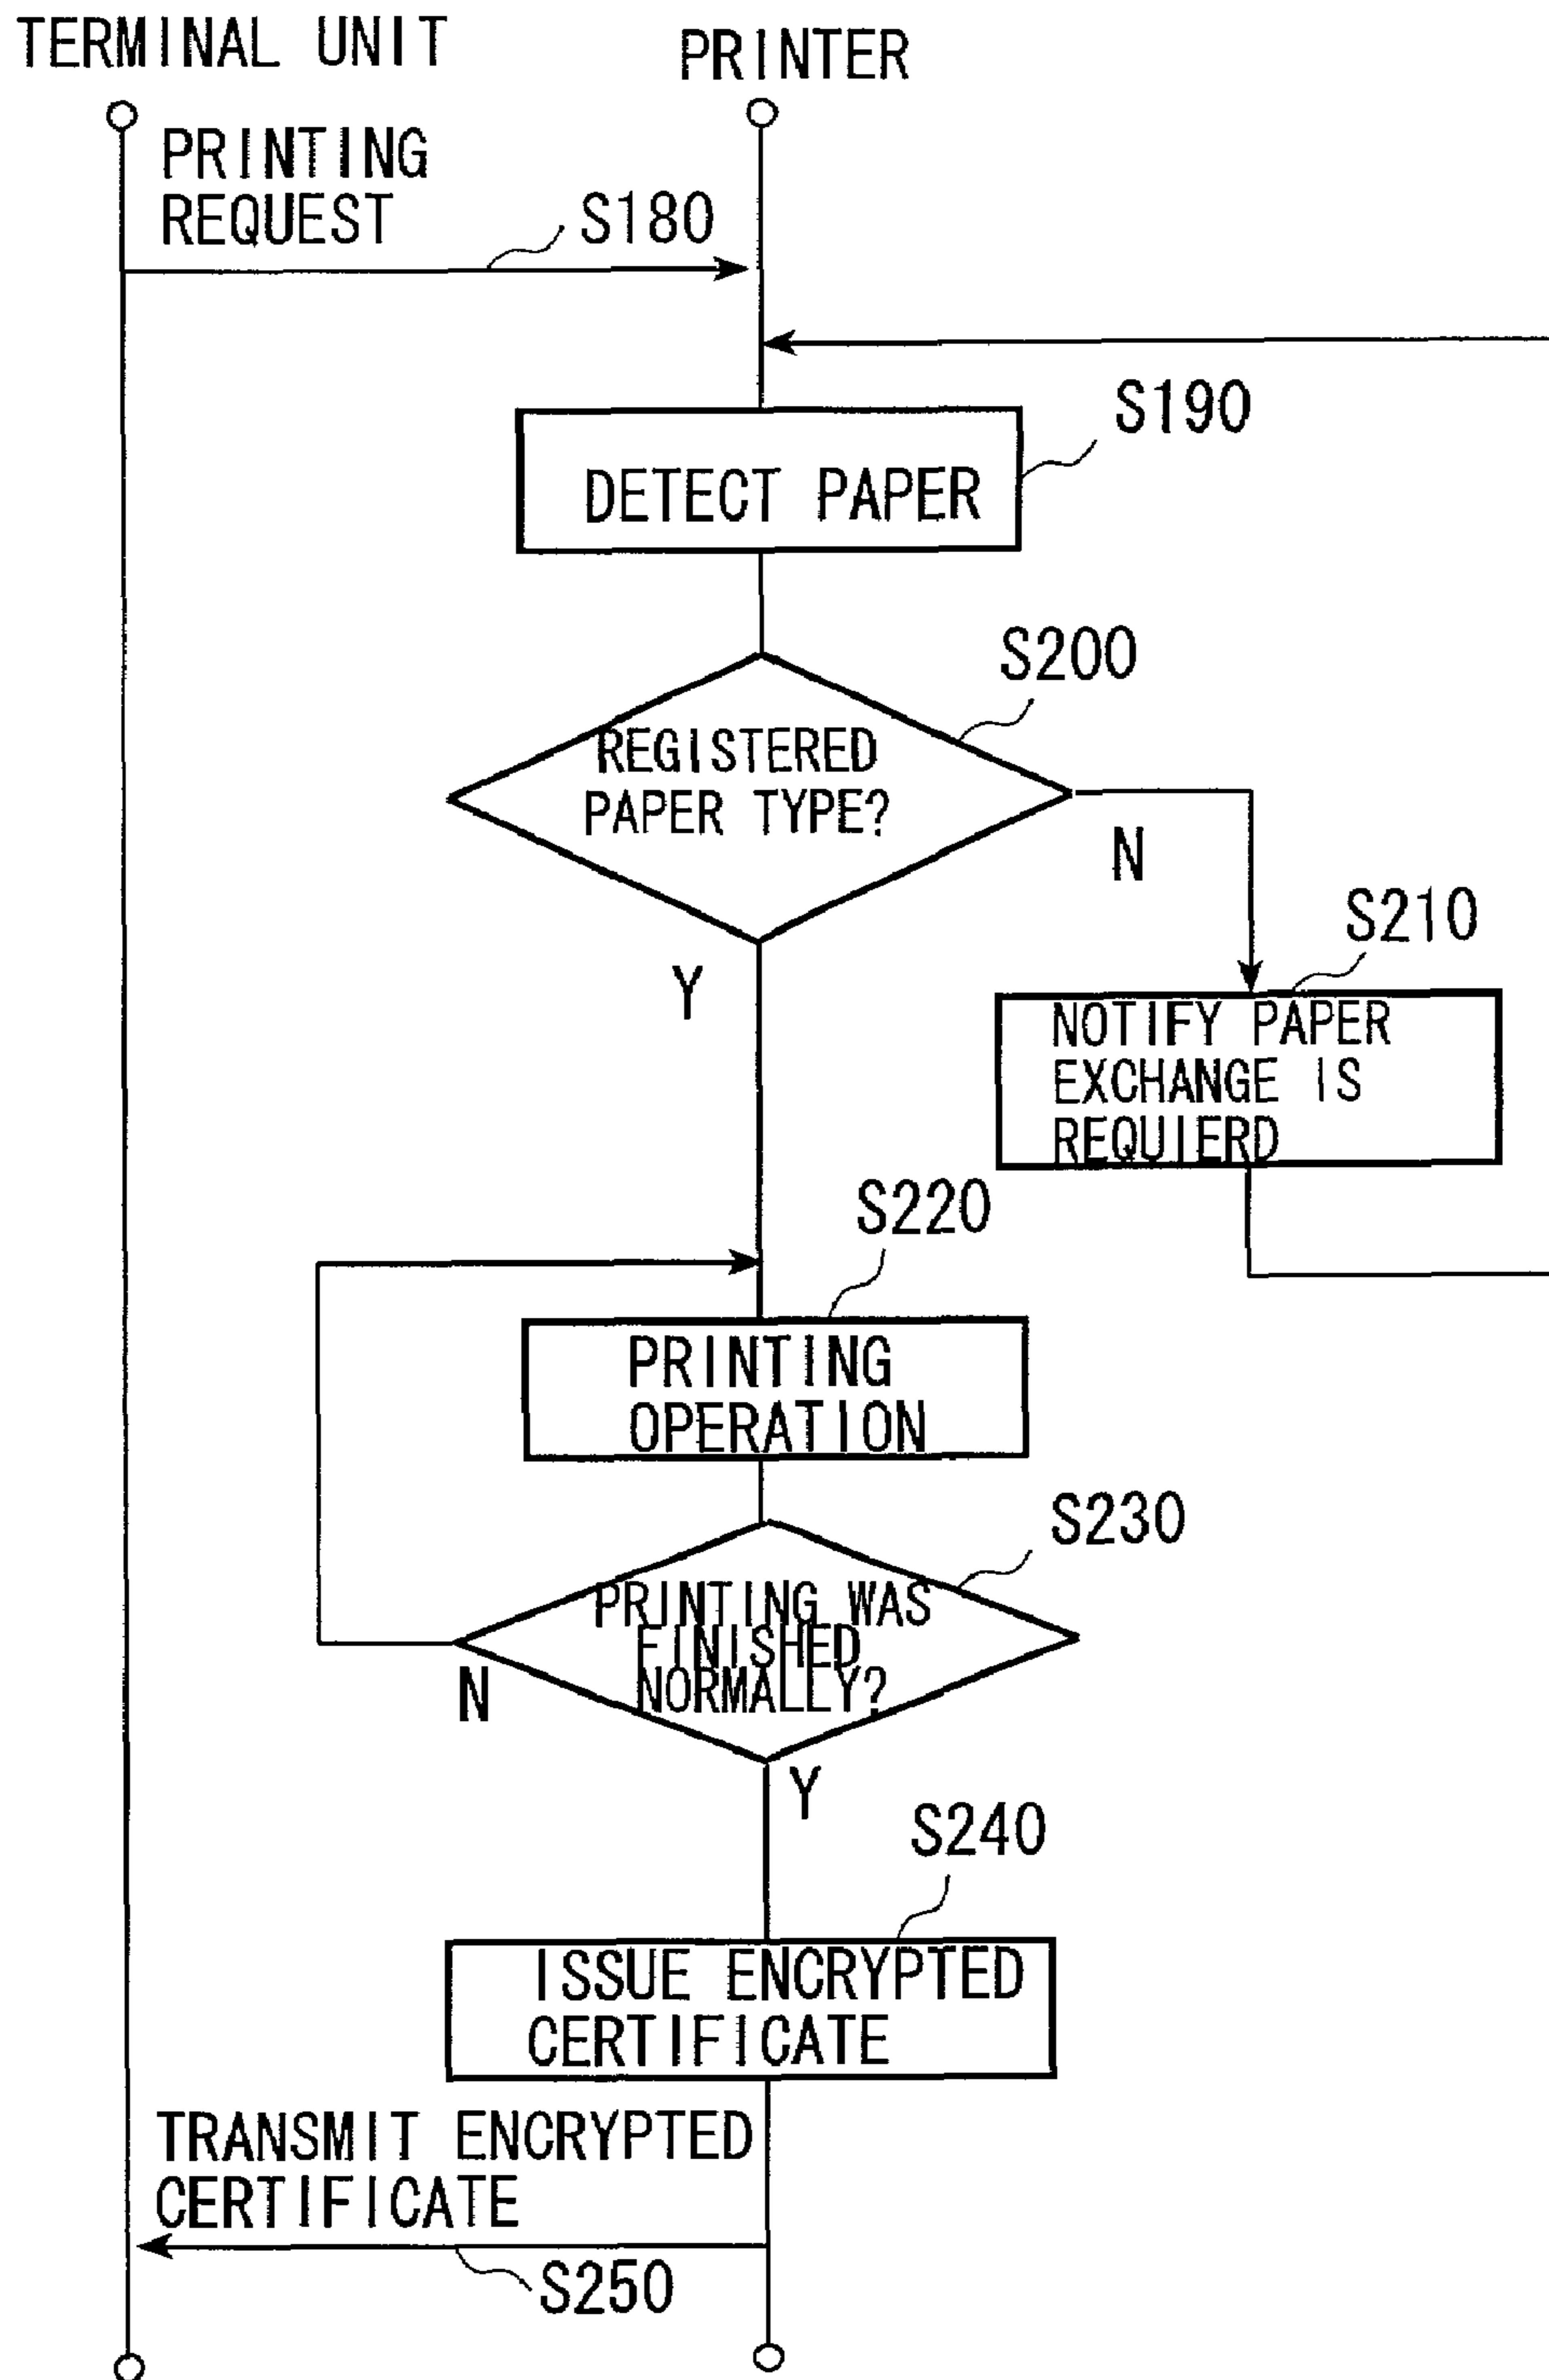 TERMINAL UNIT
PRINTER
PRINTING
REQUEST
S180
S190
DETECT PAPER
S200
REGISTERED
PAPER TYPE?
N
Y
S210
NOTIFY PAPER
EXCHANGE IS
REQUIERD
S220
PRINTING
OPERATION
S230
PRINTING WAS
FINISHED
NORMALLY?
N
Y
S240
ISSUE ENCRYPTED
CERTIFICATE
TRANSMIT ENCRYPTED
CERTIFICATE
S250